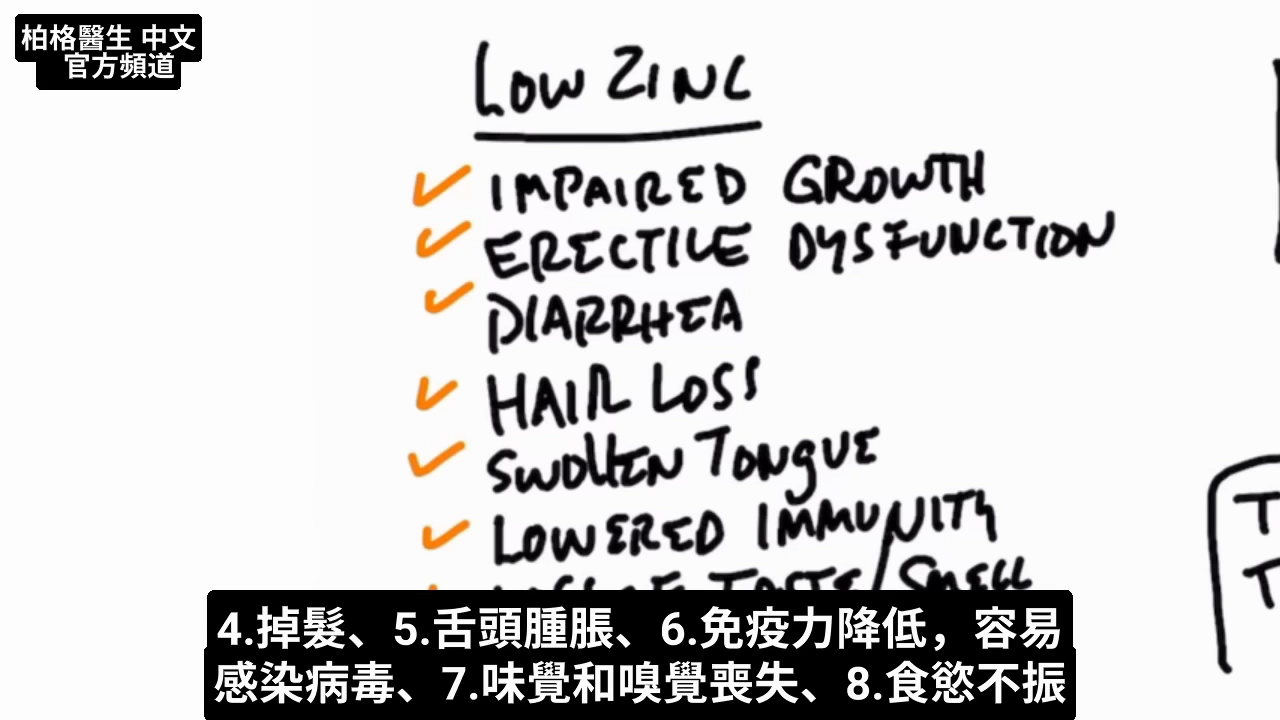 柏格醫生 中文
官方頻道
LOW ZINC
IMPAIRED GROWTH
ERECTILE DYSFUNCTION
DIARRHEA
HAIR LOSS
SWOLLEN TONGUE
LOWERED IMMUNITY
TASTE/SMELL
4.掉髮、5.舌頭腫脹、6.免疫力降低，容易
感染病毒、7.味覺和嗅覺喪失、8.食慾不振